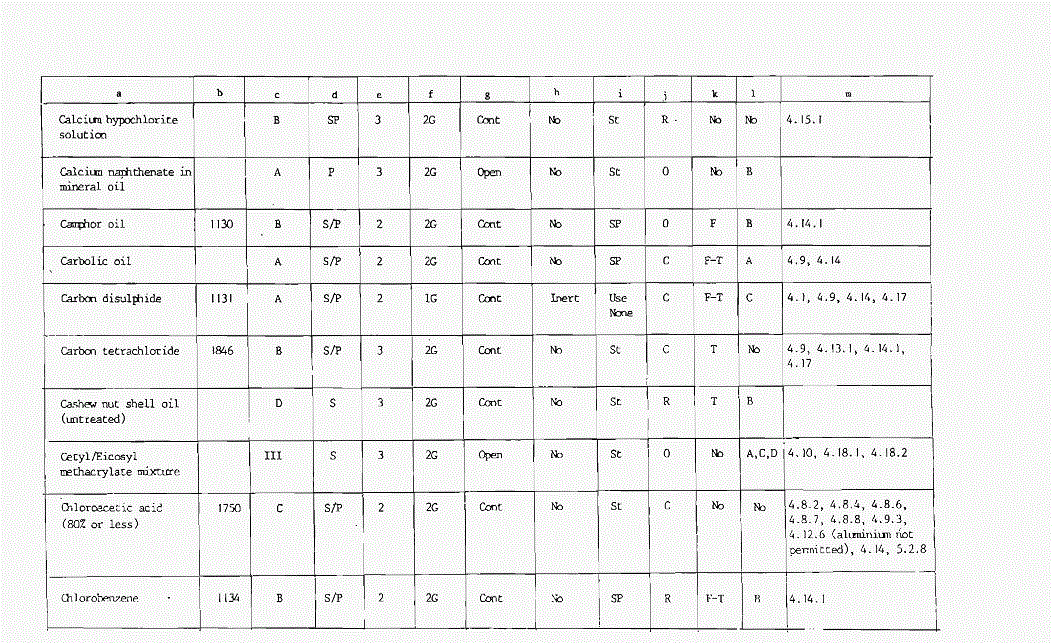 a b c d e f g h i j k l m
Calcium hypochlorite B SP 3 2G Cont No St R No No 4.15.1
solution
Calcium naphthenate in A P 3 2G Open No St O No B
mineral oil
Camphor oil 1130 B S/P 2 2G Cont No SP O F B 4.14.1
Carbolic oil A S/P 2 2G Cont No SP C F-T A 4.9, 4.14
Carbon disulphide 1131 A S/P 2 1G Cont Inert Use C F-T C 4.1, 4.9, 4.14, 4.17
None
Carbon tetrachloride 1846 B S/P 3 2G Cont No St C T No 4.9, 4.13.1, 4.14.1,
4.17
Cashew nut shell oil D S 3 2G Cont No St R T B
(untreated)
Cetyl/Eicosyl III S 3 2G Open No St O No A,C,D 4.10, 4.18.1, 4.18.2
methacrylate mixture
Chloroacetic acid 1750 C S/P 2 2G Cont No St C No No 4.8.2, 4.8.4, 4.8.6,
(80% or less) 4.8.7, 4.8.8, 4.9.3,
4.12.6 (aluminium not
permitted), 4.14, 5.2.8
Chlorobenzene 1134 B S/P 2 2G Cont No SP R F-T B 4.14.1